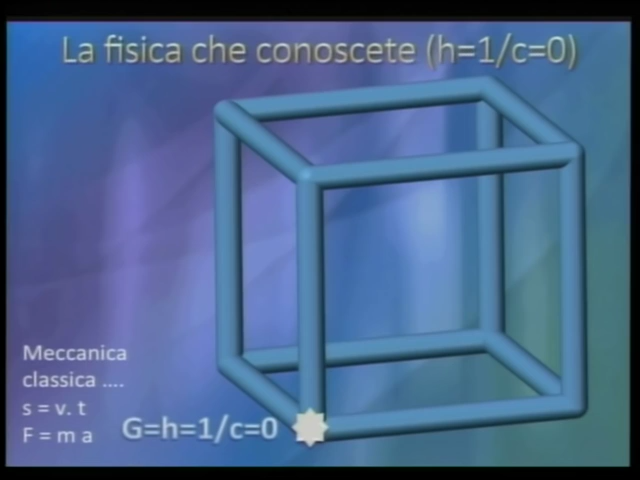 La fisica che conoscete (h=1/c=0)
Meccanica
classica ....
s = v. t
F = m a
G=h=1/c=0